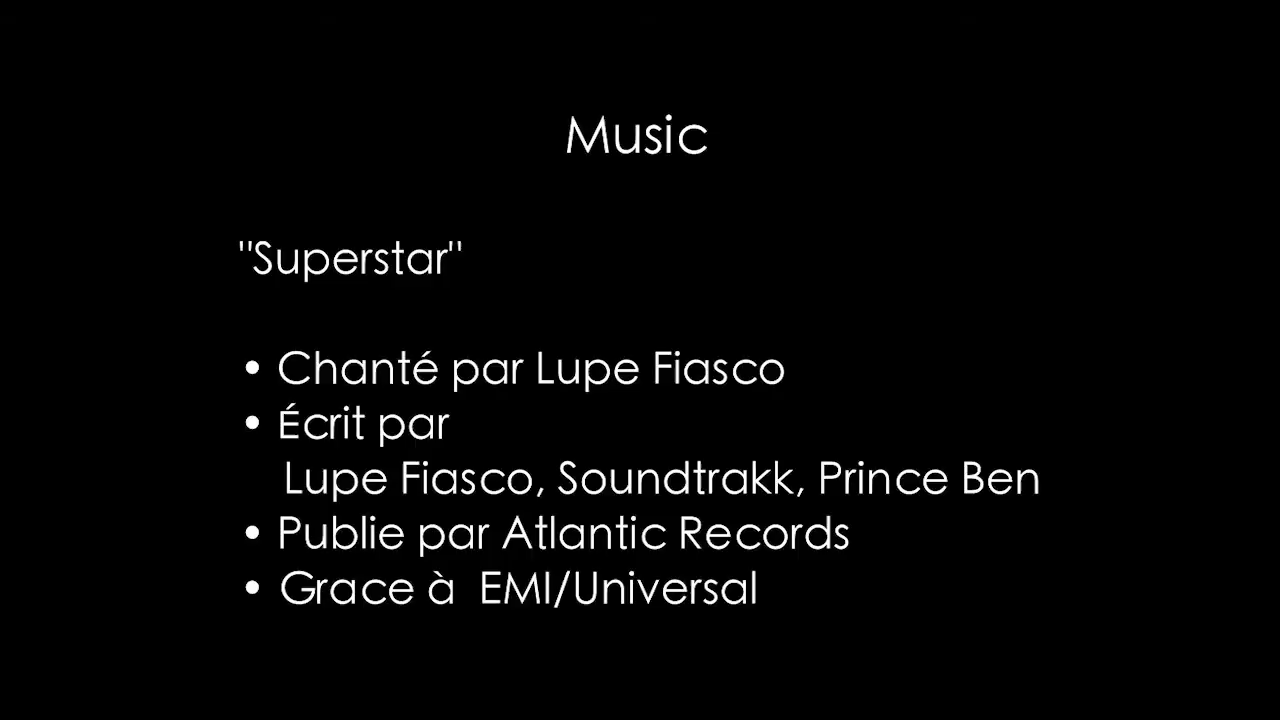 Music
"Superstar"
• Chanté par Lupe Fiasco
• Écrit par
Lupe Fiasco, Soundtrakk, Prince Ben
• Publie par Atlantic Records
• Grace à  EMI/Universal